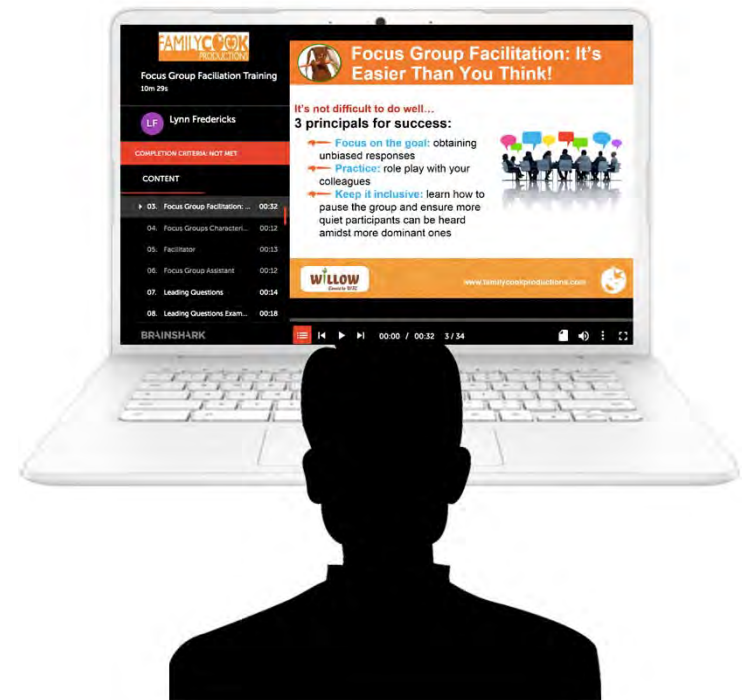 FAMILYCOOK
PRODUCTIONS
Focus Group Faciliation Training
10m 29s
LF
Lynn Fredericks
COMPLETION CRITERIA: NOT MET
CONTENT
03. Focus Group Facilitation: ... 00:32
04. Focus Groups Characteri... 00:12
05. Facilitator 00:13
06. Focus Group Assistant 00:12
07. Leading Questions 00:14
08. Leading Questions Exam... 00:18
BRAINSHARK
Focus Group Facilitation: It's
Easier Than You Think!
It's not difficult to do well...
3 principals for success:
Focus on the goal: obtaining
unbiased responses
Practice: role play with your
colleagues
Keep it inclusive: learn how to
pause the group and ensure more
quiet participants can be heard
amidst more dominant ones
WILLOW
www.familycookproductions.com
00:00 / 00:32 3 / 34